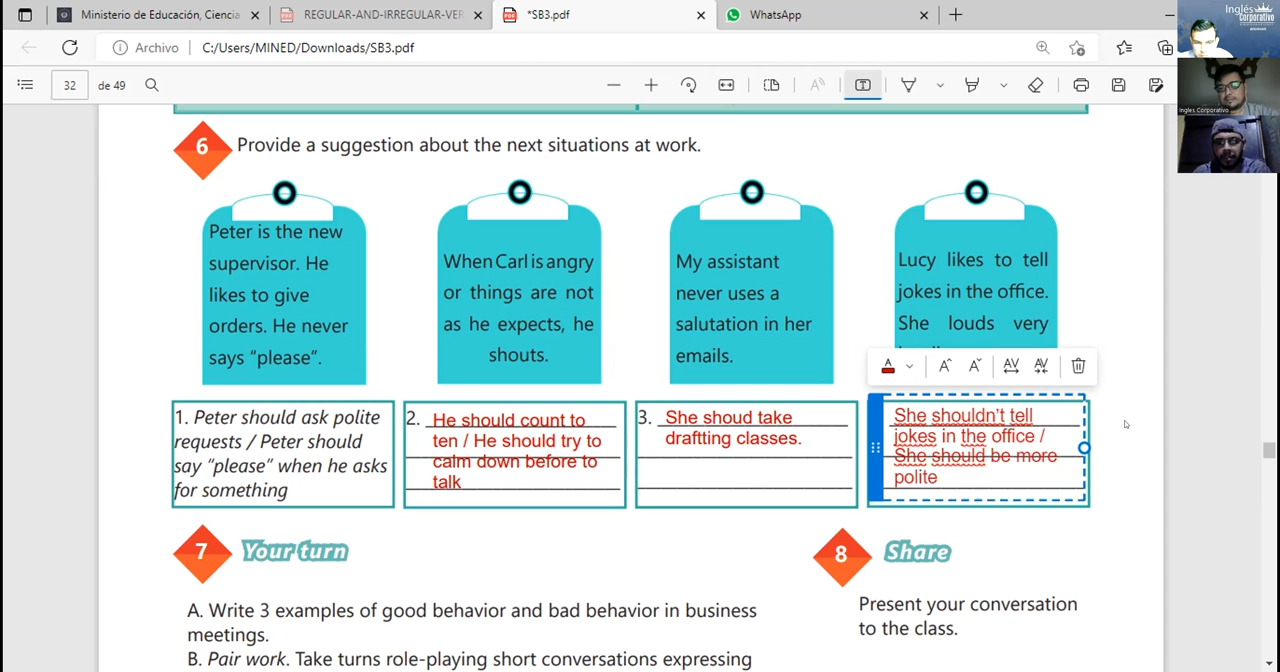 Ministerio de Educación, Ciencia
REGULAR-AND-IRREGULAR-VER
*SB3.pdf
WhatsApp
Archivo
C:/Users/MINED/Downloads/SB3.pdf
32
de 49
Inglés
Corporativo
Ingles Corporativo
6
Provide a suggestion about the next situations at work.
Peter is the new
supervisor. He
likes to give
orders. He never
says “please”.
When Carl is angry
or things are not
as he expects, he
shouts.
My assistant
never uses a
salutation in her
emails.
Lucy likes to tell
jokes in the office.
She louds very
1. Peter should ask polite
requests / Peter should
say “please” when he asks
for something
2. He should count to
ten / He should try to
calm down before to
talk
3. She shoud take
draftting classes.
She shouldn't tell
jokes in the office /
She should be more
polite
7
Your turn
A. Write 3 examples of good behavior and bad behavior in business
meetings.
B. Pair work. Take turns role-playing short conversations expressing
8
Share
Present your conversation
to the class.